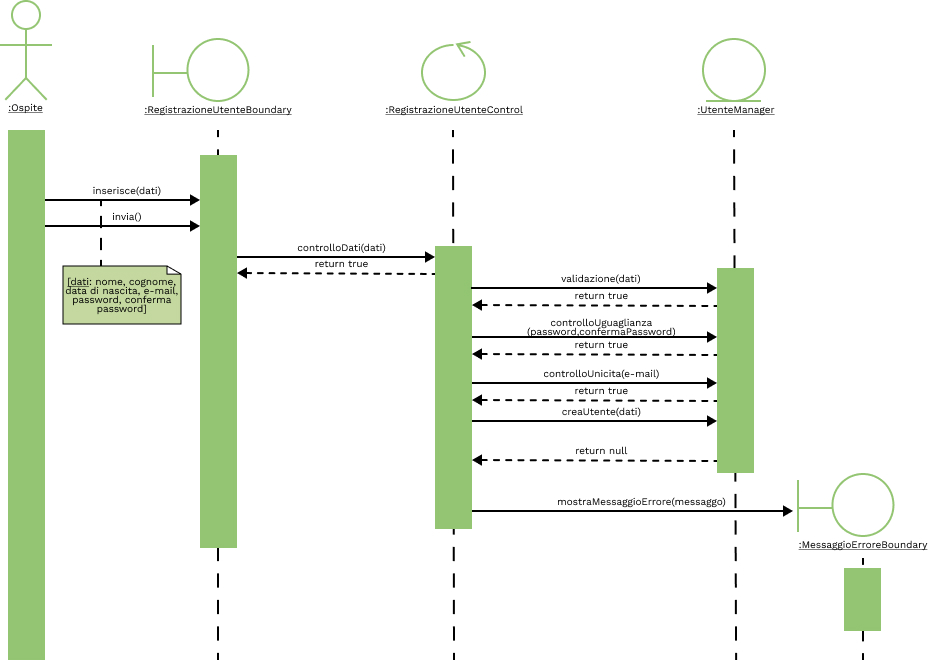 :Ospite
:RegistrazioneUtenteBoundary
:RegistrazioneUtenteControl
:UtenteManager
inserisce(dati)
invia()
controlloDati(dati)
return true
[dati: nome, cognome,
data di nascita, e-mail,
password, conferma
password]
validazione(dati)
return true
controlloUguaglianza
(password,confermaPassword)
return true
controlloUnicita(e-mail)
return true
creaUtente(dati)
return null
mostraMessaggioErrore(messaggo)
:MessaggioErroreBoundary